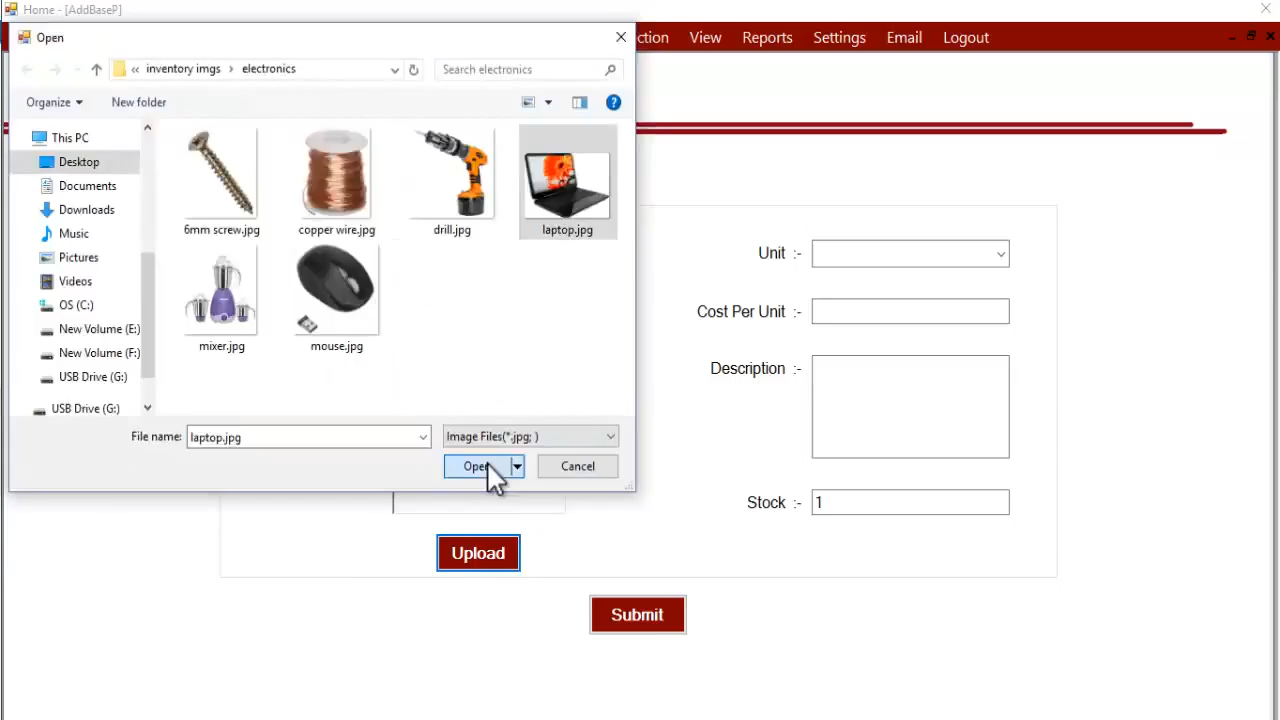 Home - [AddBaseP]
Open
ction View Reports Settings Email Logout
« inventory imgs › electronics
Search electronics
Organize New folder
This PC
Desktop
Documents
Downloads
Music
Pictures
Videos
OS (C:)
New Volume (E:)
New Volume (F:)
USB Drive (G:)
USB Drive (G:)
6mm screw.jpg
copper wire.jpg
drill.jpg
laptop.jpg
mixer.jpg
mouse.jpg
File name: laptop.jpg
Image Files(*.jpg; )
Open
Cancel
Unit :-
Cost Per Unit :-
Description :-
Stock :- 1
Upload
Submit